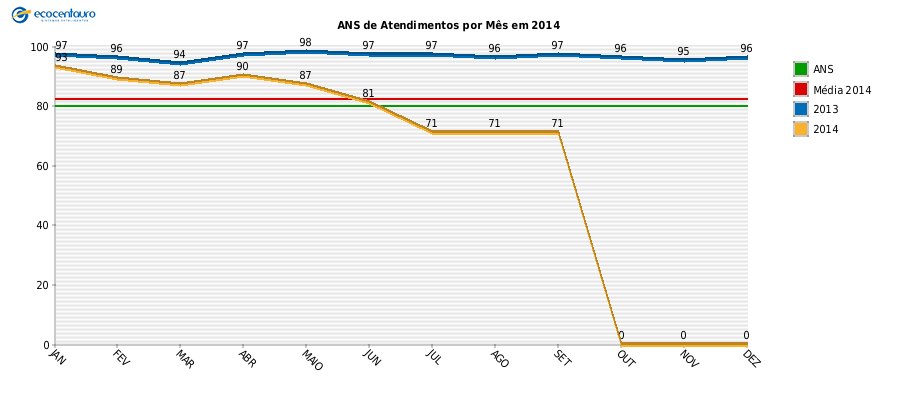 ecocentauro
ANS de Atendimentos por Mês em 2014
100
80
60
40
20
0
97 96 94 97 98 97 97 96 97 96 95 96
93 89 87 90 87 81 71 71 71 0 0 0
JAN FEV MAR ABR MAIO JUN JUL AGO SET OUT NOV DEZ
ANS
Média 2014
2013
2014